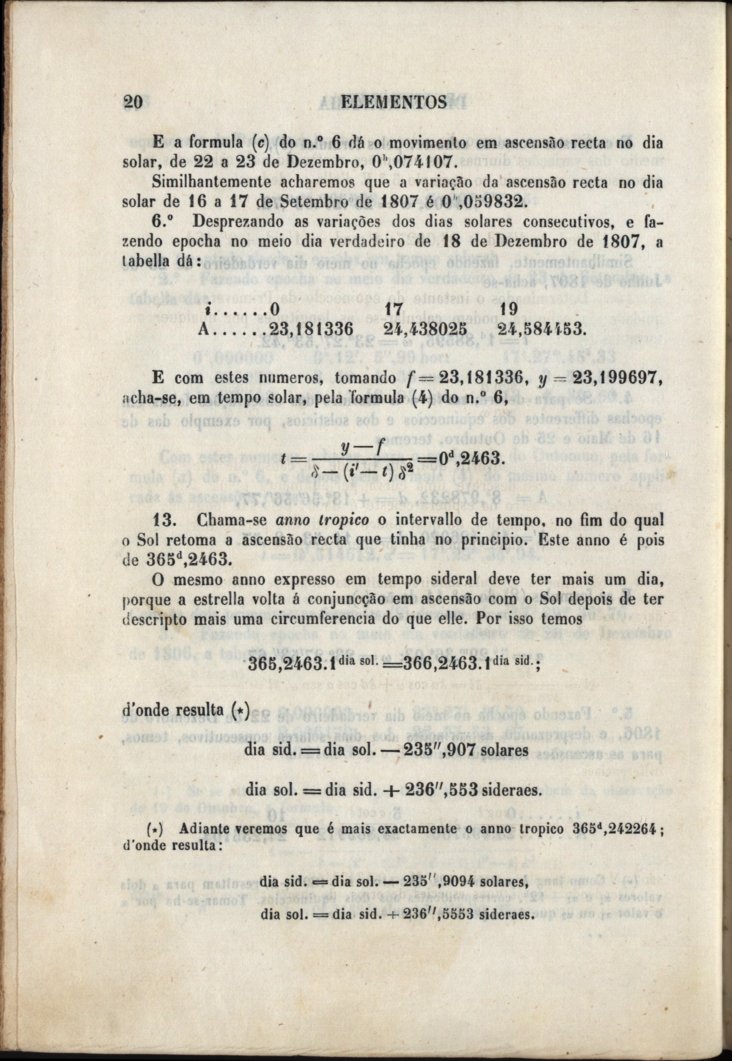 20 ELEMENTOS
E a formula (c) do n.º 6 dá o movimento em ascensão recta no dia
solar, de 22 a 23 de Dezembro, 0ʰ,074107.
Similhantemente acharemos que a variação da ascensão recta no dia
solar de 16 a 17 de Setembro de 1807 é 0ʰ,059832.
6.º Desprezando as variações dos dias solares consecutivos, e fa-
zendo epocha no meio dia verdadeiro de 18 de Dezembro de 1807, a
tabella dá:
i......0 17 19
A......23,181336 24,438025 24,584453.
E com estes numeros, tomando f = 23,181336, y = 23,199697,
acha-se, em tempo solar, pela formula (4) do n.º 6,
t = (y — f) / (δ — (i' — t) δ²) = 0ᵈ,2463.
13. Chama-se anno tropico o intervallo de tempo, no fim do qual
o Sol retoma a ascensão recta que tinha no principio. Este anno é pois
de 365ᵈ,2463.
O mesmo anno expresso em tempo sideral deve ter mais um dia,
porque a estrella volta á conjuncção em ascensão com o Sol depois de ter
descripto mais uma circumferencia do que elle. Por isso temos
365,2463.1 dia sol. = 366,2463.1 dia sid.;
d'onde resulta (⋆)
dia sid. = dia sol. — 235'',907 solares
dia sol. = dia sid. + 236'',553 sideraes.
(⋆) Adiante veremos que é mais exactamente o anno tropico 365ᵈ,242264;
d'onde resulta:
dia sid. = dia sol. — 235'',9094 solares,
dia sol. = dia sid. + 236'',5553 sideraes.